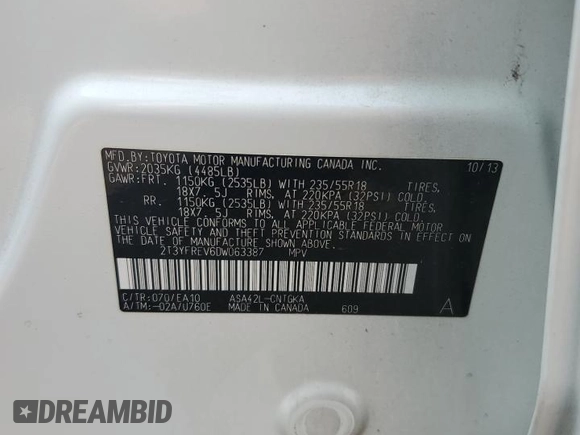 MFD.BY:TOYOTA MOTOR MANUFACTURING CANADA INC. 10/13
GVWR:2035KG (4485LB)
GAWR:FRT. 1150KG (2535LB) WITH 235/55R18 TIRES,
18X7.5J RIMS, AT 220KPA (32PSI) COLD.
RR. 1150KG (2535LB) WITH 235/55R18 TIRES,
18X7.5J RIMS, AT 220KPA (32PSI) COLD.
THIS VEHICLE CONFORMS TO ALL APPLICABLE FEDERAL MOTOR
VEHICLE SAFETY AND THEFT PREVENTION STANDARDS IN
EFFECT ON THE DATE OF MANUFACTURE SHOWN ABOVE.
2T3YFREV6DW063387 MPV
C/TR:070/EA10 ASA42L-CNTGKA
A/TM:-02A/U760E MADE IN CANADA 609 A
DREAMBID